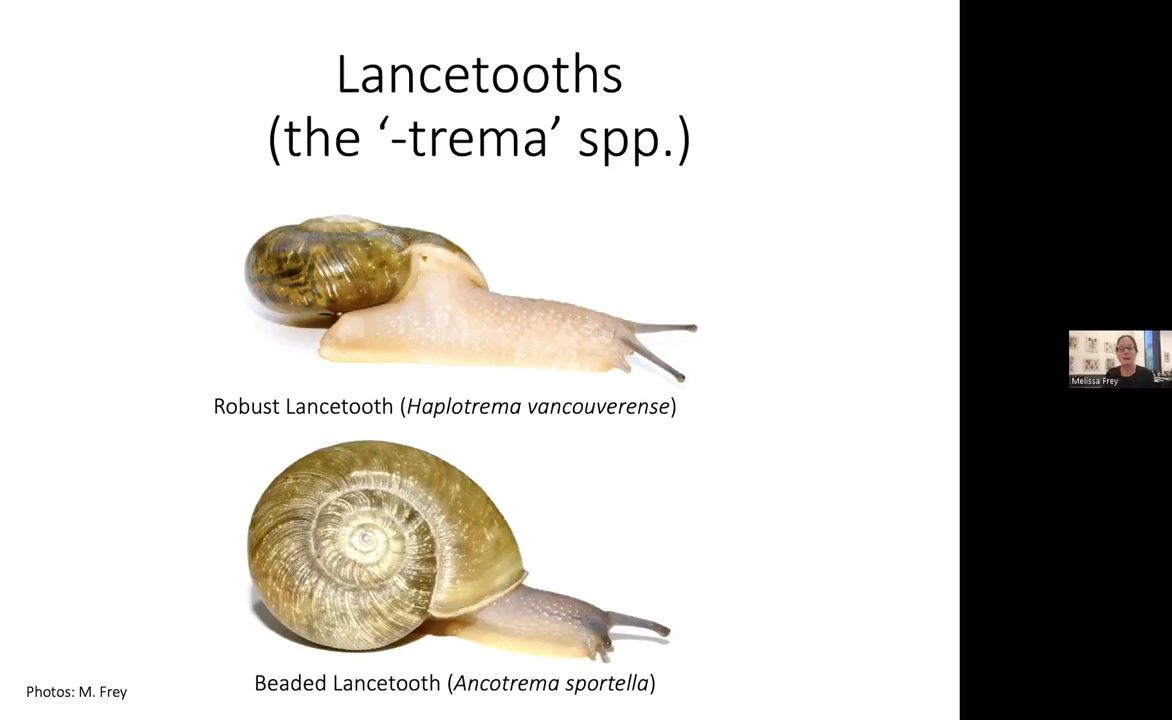 Lancetooths
(the ‘-trema’ spp.)
Robust Lancetooth (Haplotrema vancouverense)
Beaded Lancetooth (Ancotrema sportella)
Photos: M. Frey
Melissa Frey